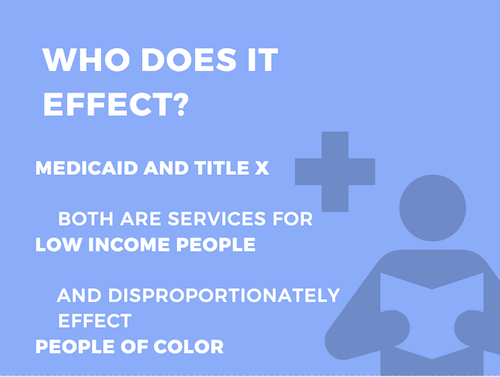 WHO DOES IT
EFFECT?
MEDICAID AND TITLE X
BOTH ARE SERVICES FOR
LOW INCOME PEOPLE
AND DISPROPORTIONATELY
EFFECT
PEOPLE OF COLOR